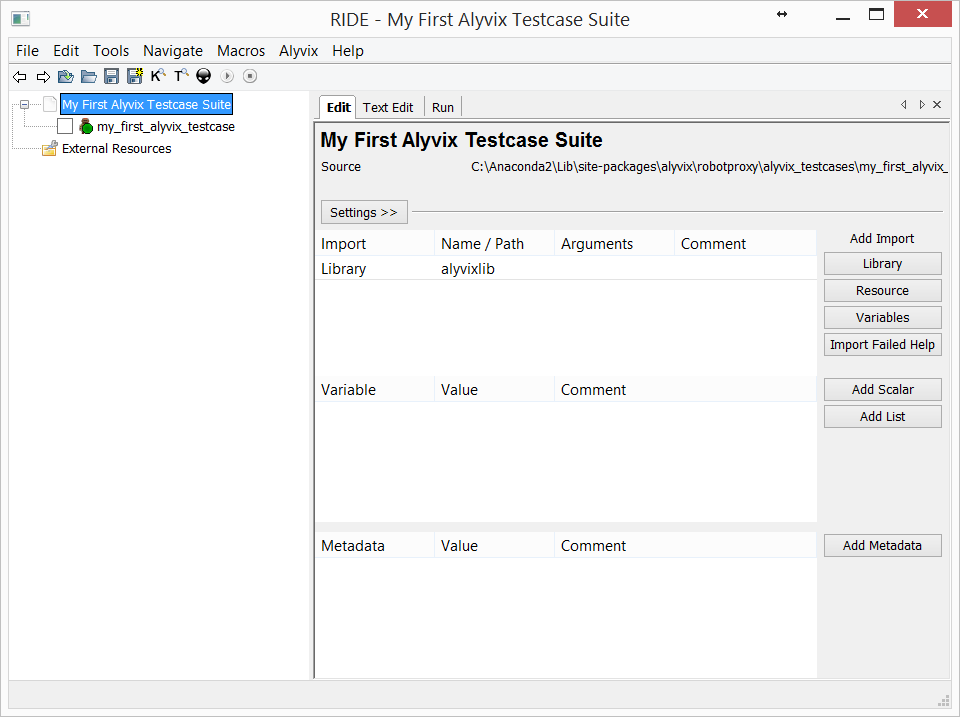 RIDE - My First Alyvix Testcase Suite
File Edit Tools Navigate Macros Alyvix Help
K T
My First Alyvix Testcase Suite
my_first_alyvix_testcase
External Resources
Edit Text Edit Run
My First Alyvix Testcase Suite
Source C:\Anaconda2\Lib\site-packages\alyvix\robotproxy\alyvix_testcases\my_first_alyvix_
Settings >>
Import Name / Path Arguments Comment
Library alyvixlib
Add Import
Library
Resource
Variables
Import Failed Help
Variable Value Comment
Add Scalar
Add List
Metadata Value Comment
Add Metadata